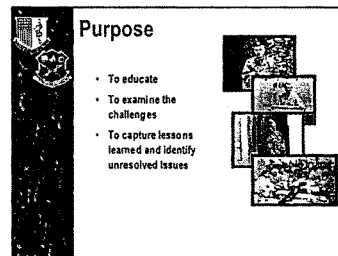 Purpose
• To educate
• To examine the
challenges
• To capture lessons
learned and identify
unresolved issues